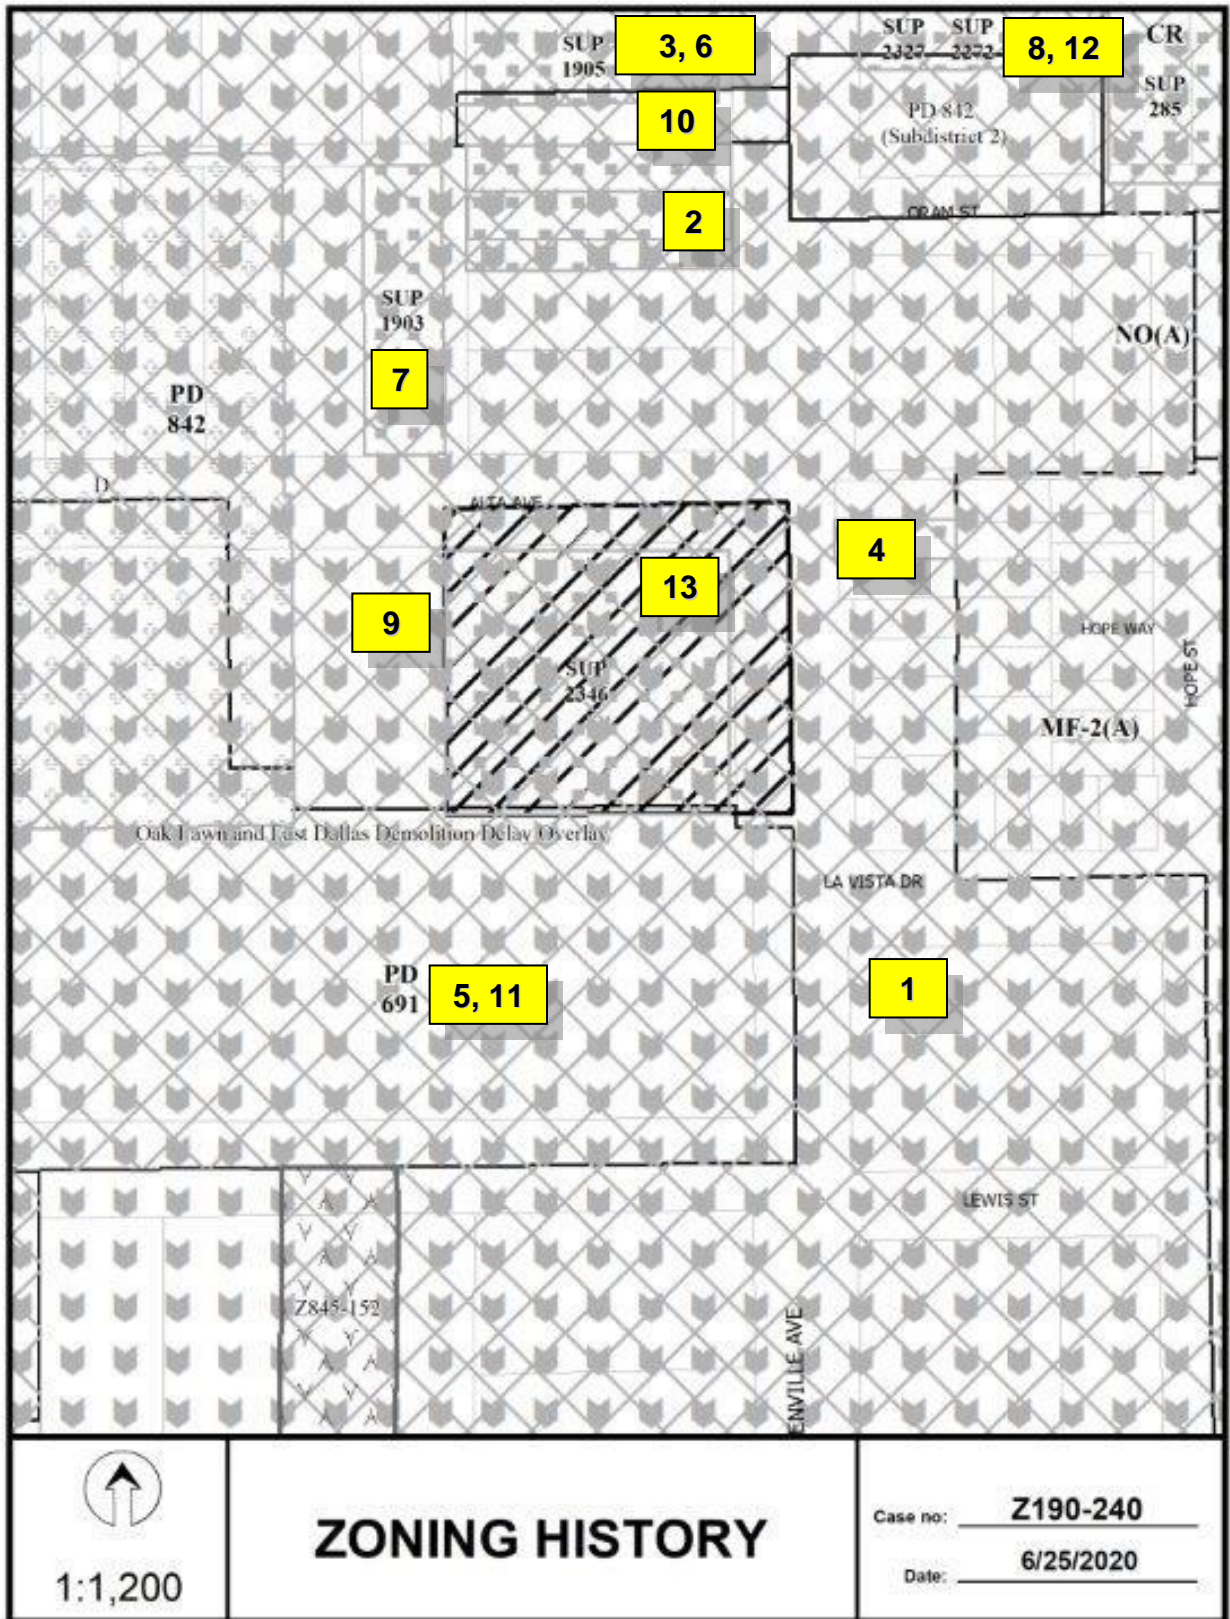 SUP
1905
3, 6
SUP
2327
SUP
2272
8, 12
CR
SUP
285
10
PD 842
(Subdistrict 2)
2
ORAM ST
SUP
1903
NO(A)
7
PD
842
D
ALTA AVE
4
13
9
HOPE WAY
HOPE ST
SUP
2346
MF-2(A)
Oak Lawn and East Dallas Demolition Delay Overlay
LA VISTA DR
PD
691
5, 11
1
LEWIS ST
Z845-152
ENVILLE AVE
1:1,200
ZONING HISTORY
Case no: Z190-240
Date: 6/25/2020